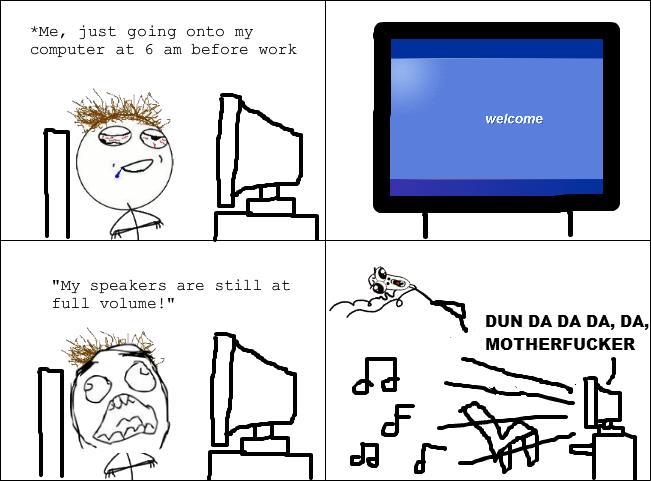 *Me, just going onto my
computer at 6 am before work
welcome
"My speakers are still at
full volume!"
DUN DA DA DA, DA,
MOTHERFUCKER